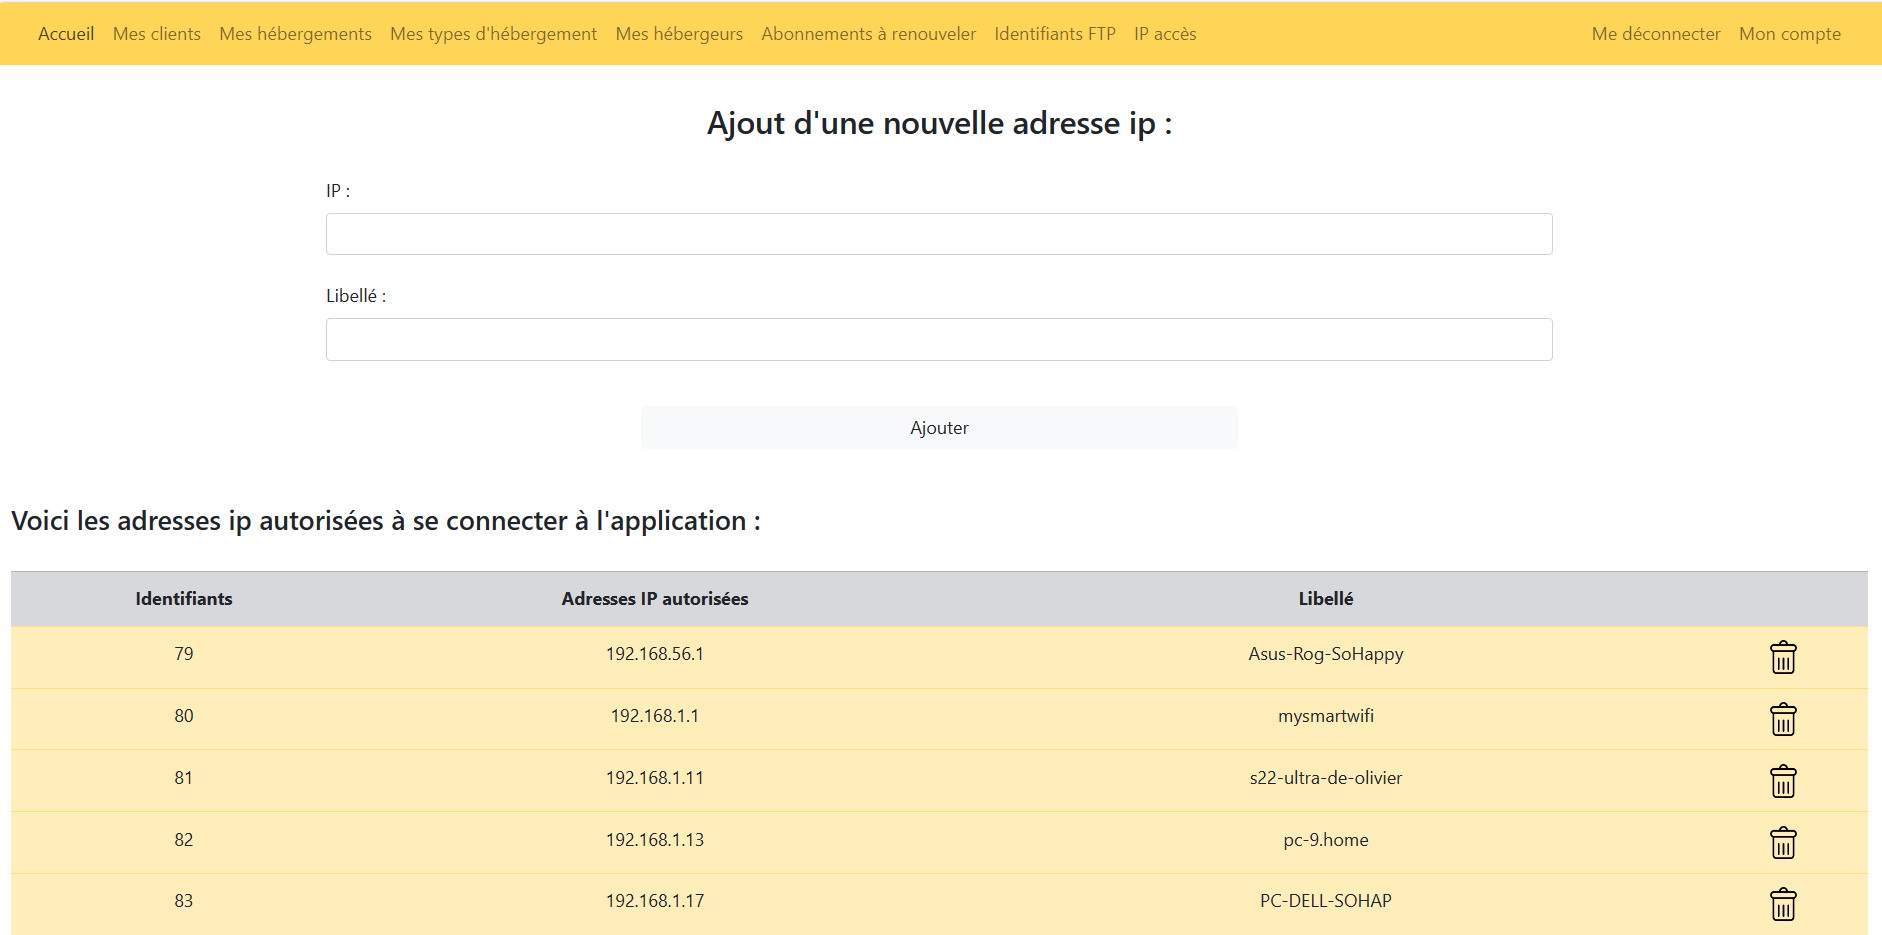 Accueil Mes clients Mes hébergements Mes types d'hébergement Mes hébergeurs Abonnements à renouveler Identifiants FTP IP accès Me déconnecter Mon compte
Ajout d'une nouvelle adresse ip :
IP :
Libellé :
Ajouter
Voici les adresses ip autorisées à se connecter à l'application :
Identifiants Adresses IP autorisées Libellé
79 192.168.56.1 Asus-Rog-SoHappy
80 192.168.1.1 mysmartwifi
81 192.168.1.11 s22-ultra-de-olivier
82 192.168.1.13 pc-9.home
83 192.168.1.17 PC-DELL-SOHAP